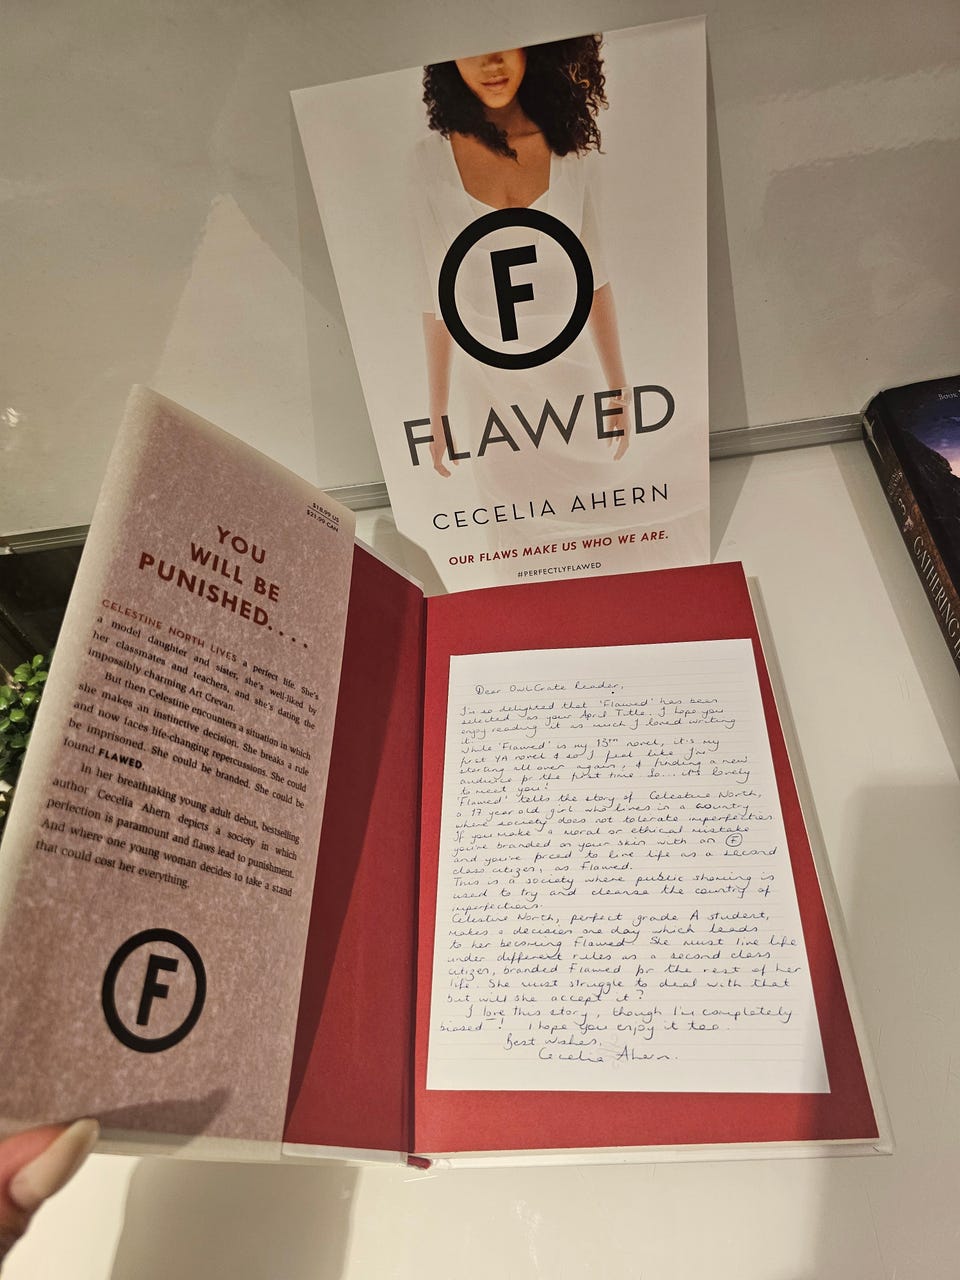 F
FLAWED
CECELIA AHERN
OUR FLAWS MAKE US WHO WE ARE.
#PERFECTLYFLAWED
$18.99 US
$21.99 CAN
YOU
WILL BE
PUNISHED....
CELESTINE NORTH LIVES a perfect life. She's
a model daughter and sister, she's well-liked by
her classmates and teachers, and she's dating the
impossibly charming Art Crevan.
But then Celestine encounters a situation in which
she makes an instinctive decision. She breaks a rule
and now faces life-changing repercussions. She could
be imprisoned. She could be branded. She could be
found FLAWED.
In her breathtaking young adult debut, bestselling
author Cecelia Ahern depicts a society in which
perfection is paramount and flaws lead to punishment.
And where one young woman decides to take a stand
that could cost her everything.
F
Dear OwlCrate Reader,
I'm so delighted that 'Flawed' has been
selected as your April Title. I hope you
enjoy reading it as much I loved writing
it.
While 'Flawed' is my 13th novel, it's my
first YA novel & so I feel like I'm
starting all over again, & finding a new
audience for the first time. So... it's lovely
to meet you!
'Flawed' tells the story of Celestine North,
a 17 year old girl who lives in a country
where society does not tolerate imperfections.
If you make a moral or ethical mistake
you're branded on your skin with an F
and you're forced to live life as a second
class citizen, as Flawed.
This is a society where public shaming is
used to try and cleanse the country of
imperfections.
Celestine North, perfect grade A student,
makes a decision one day which leads
to her becoming Flawed. She must live life
under different rules as a second class
citizen, branded Flawed for the rest of her
life. She must struggle to deal with that
but will she accept it?
I love this story, though I'm completely
biased! I hope you enjoy it too.
Best wishes,
Cecelia Ahern.
GATHERING